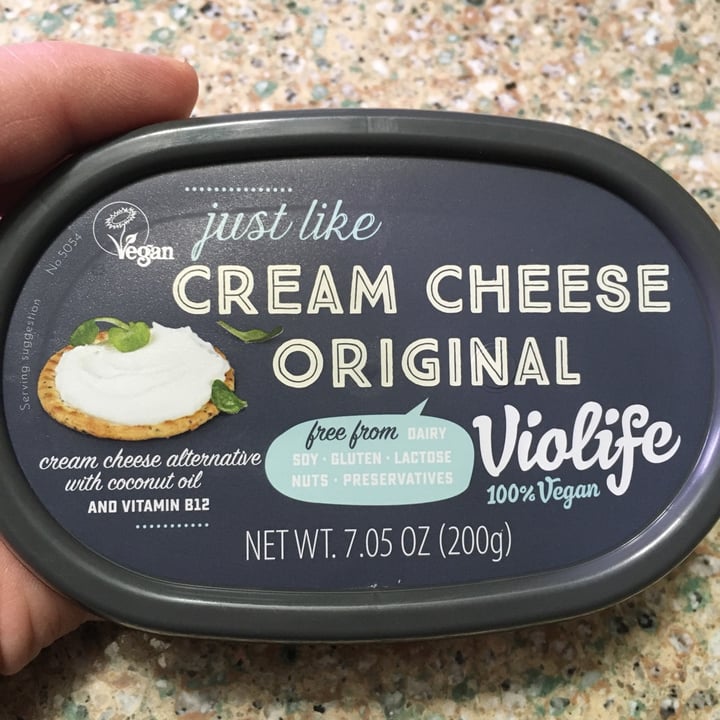 just like
CREAM CHEESE
ORIGINAL
Vegan
No 5054
Serving suggestion
cream cheese alternative
with coconut oil
AND VITAMIN B12
free from DAIRY
SOY · GLUTEN · LACTOSE
NUTS · PRESERVATIVES
Violife
100% Vegan
NET WT. 7.05 OZ (200g)